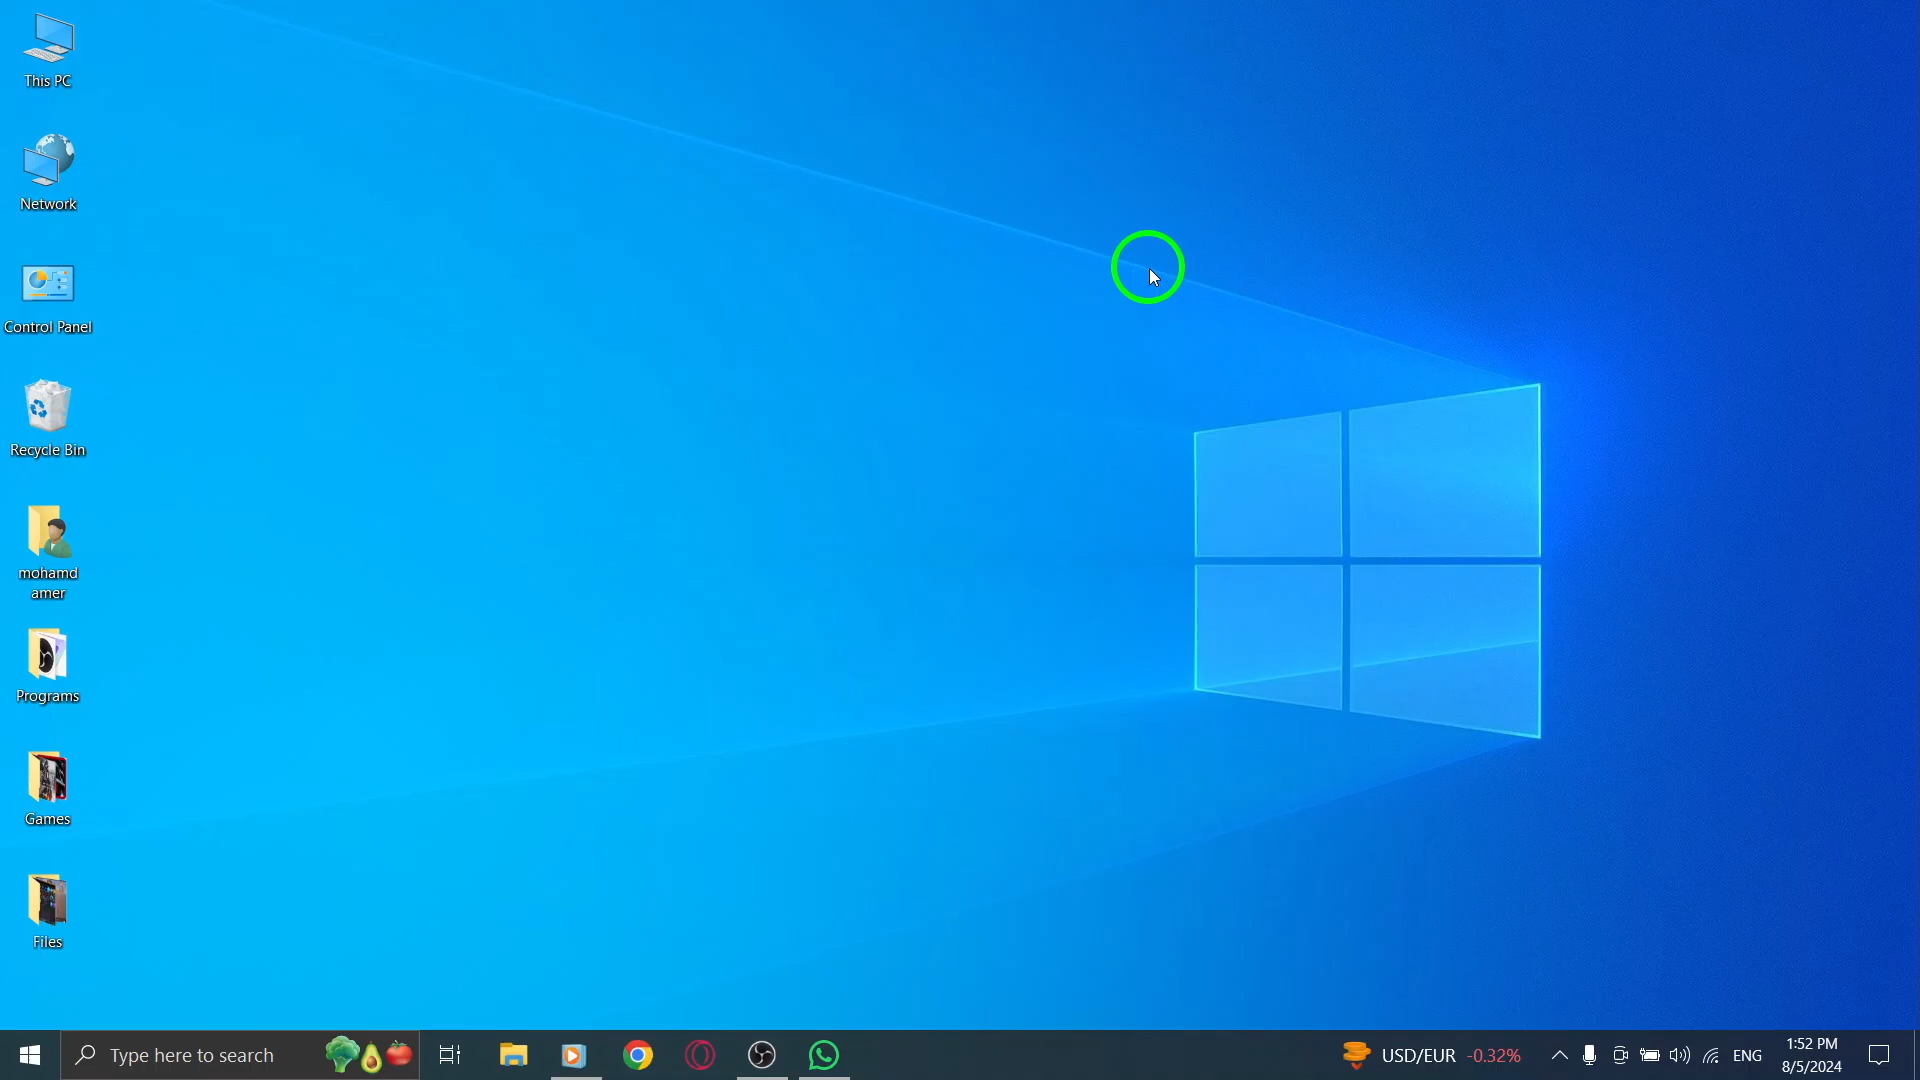 This PC
Network
Control Panel
Recycle Bin
mohamd
amer
Programs
Games
Files
Type here to search
USD/EUR -0.32%
ENG
1:52 PM
8/5/2024